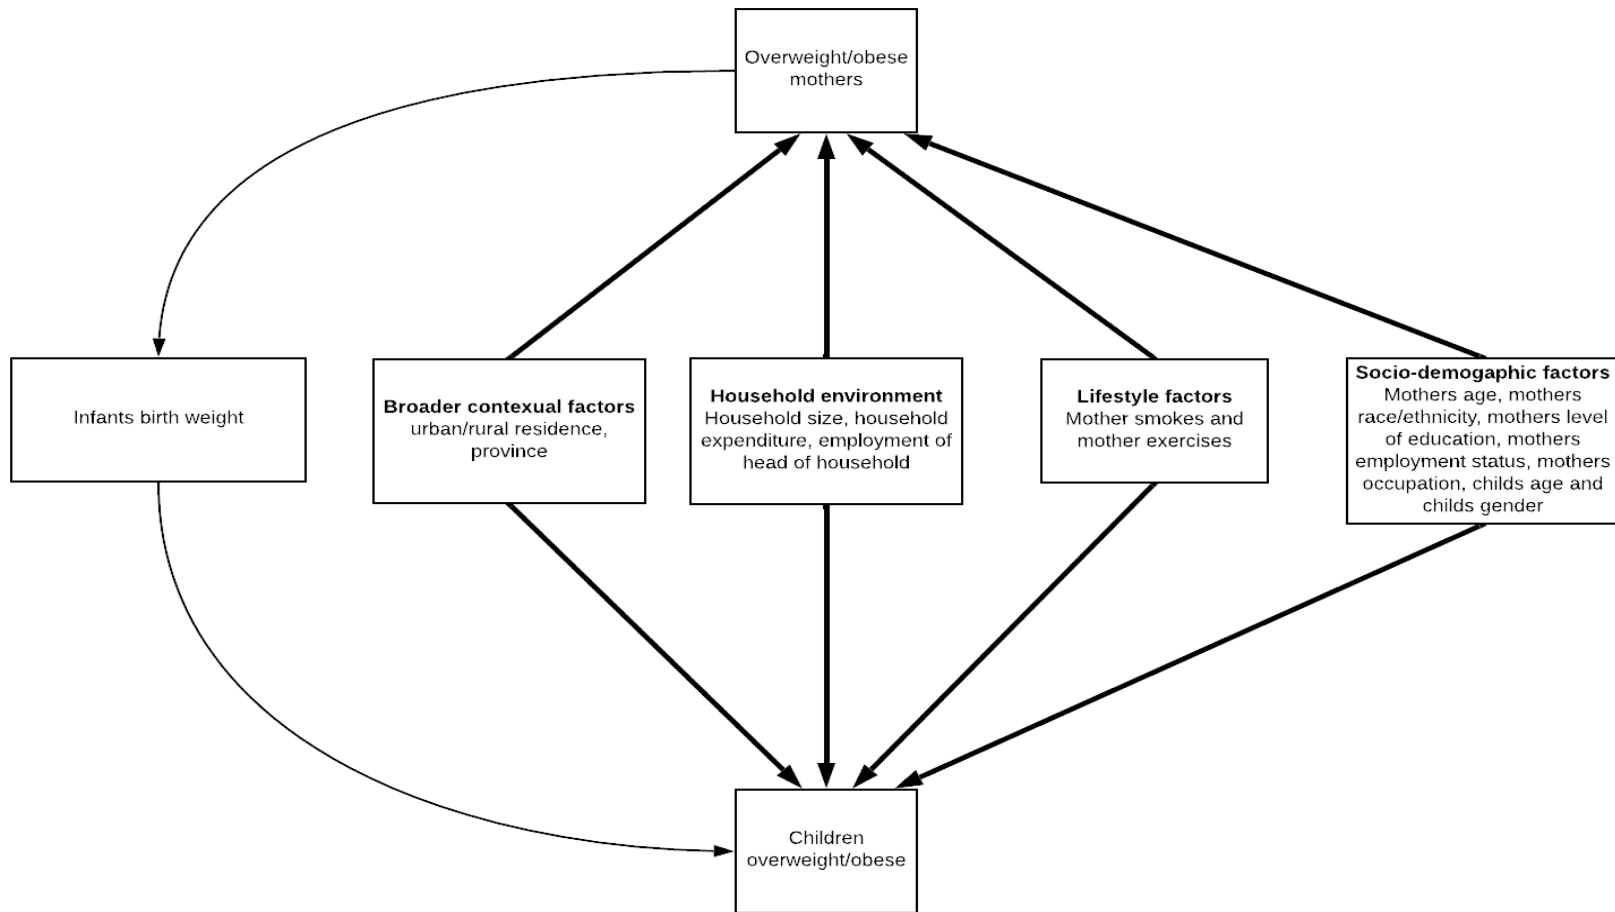 Overweight/obese
mothers
Infants birth weight
Broader contexual factors
urban/rural residence,
province
Household environment
Household size, household
expenditure, employment of
head of household
Lifestyle factors
Mother smokes and
mother exercises
Socio-demogaphic factors
Mothers age, mothers
race/ethnicity, mothers level
of education, mothers
employment status, mothers
occupation, childs age and
childs gender
Children
overweight/obese